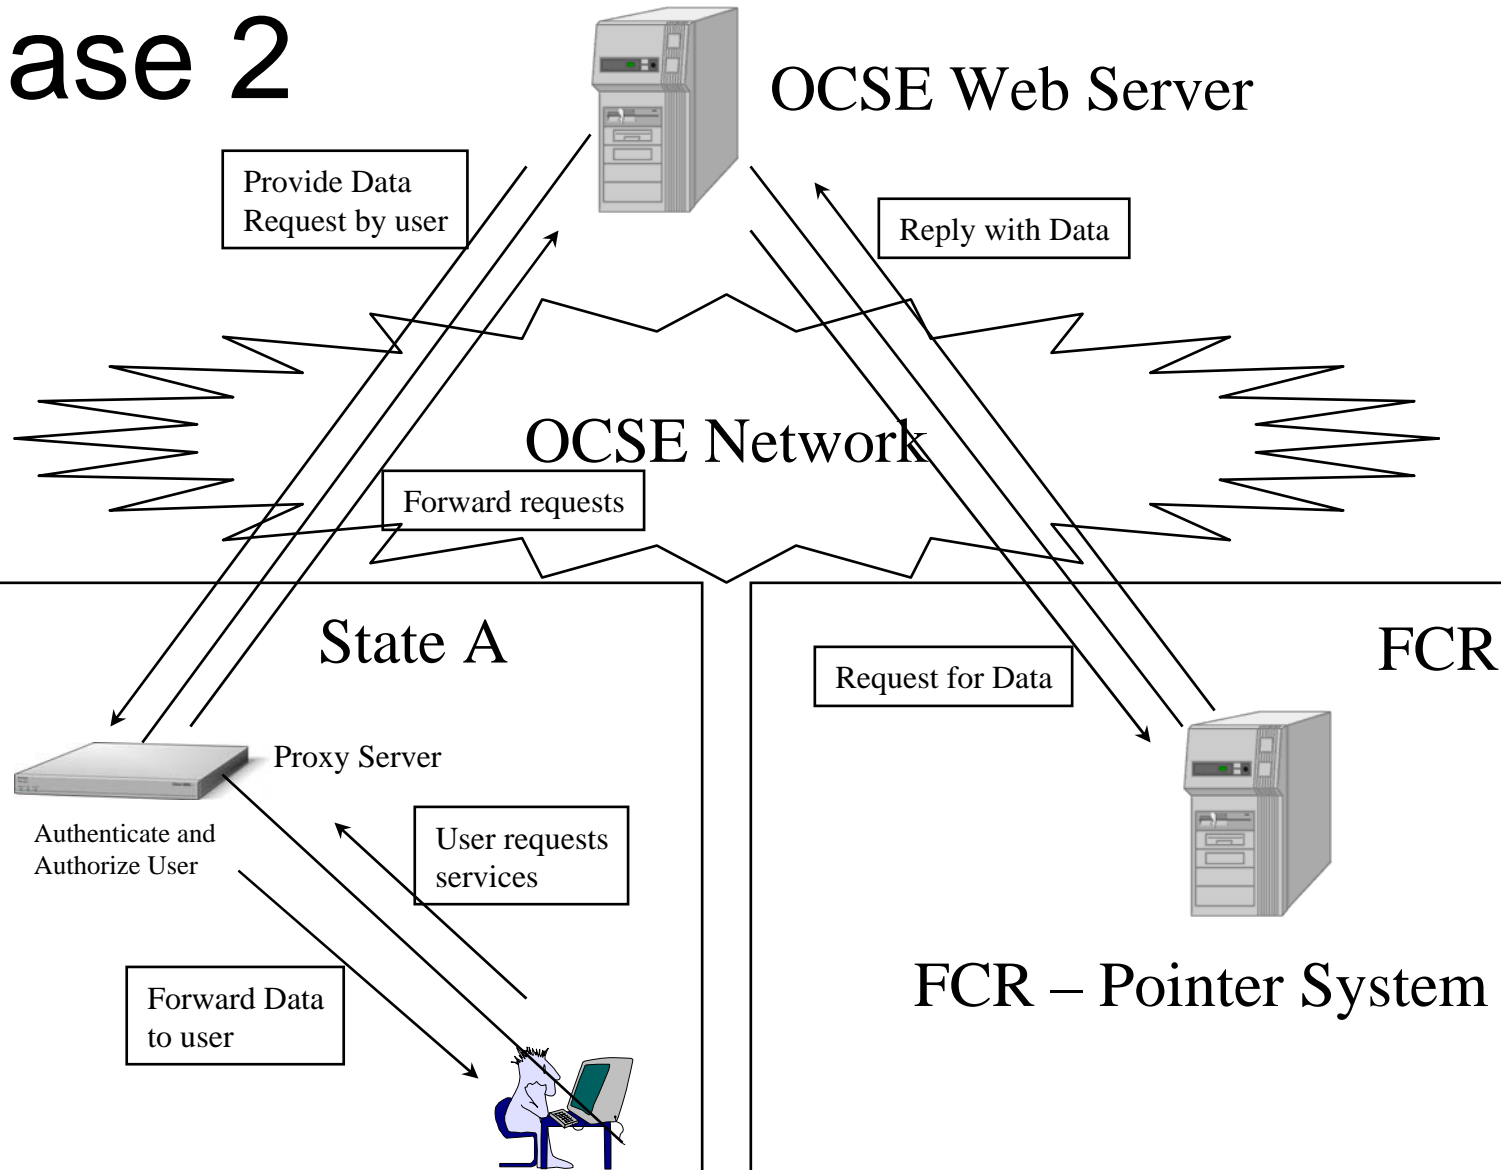 ase 2
OCSE Web Server
Provide Data
Request by user
Reply with Data
OCSE Network
Forward requests
State A
FCR
Request for Data
Proxy Server
Authenticate and
Authorize User
User requests
services
FCR – Pointer System
Forward Data
to user